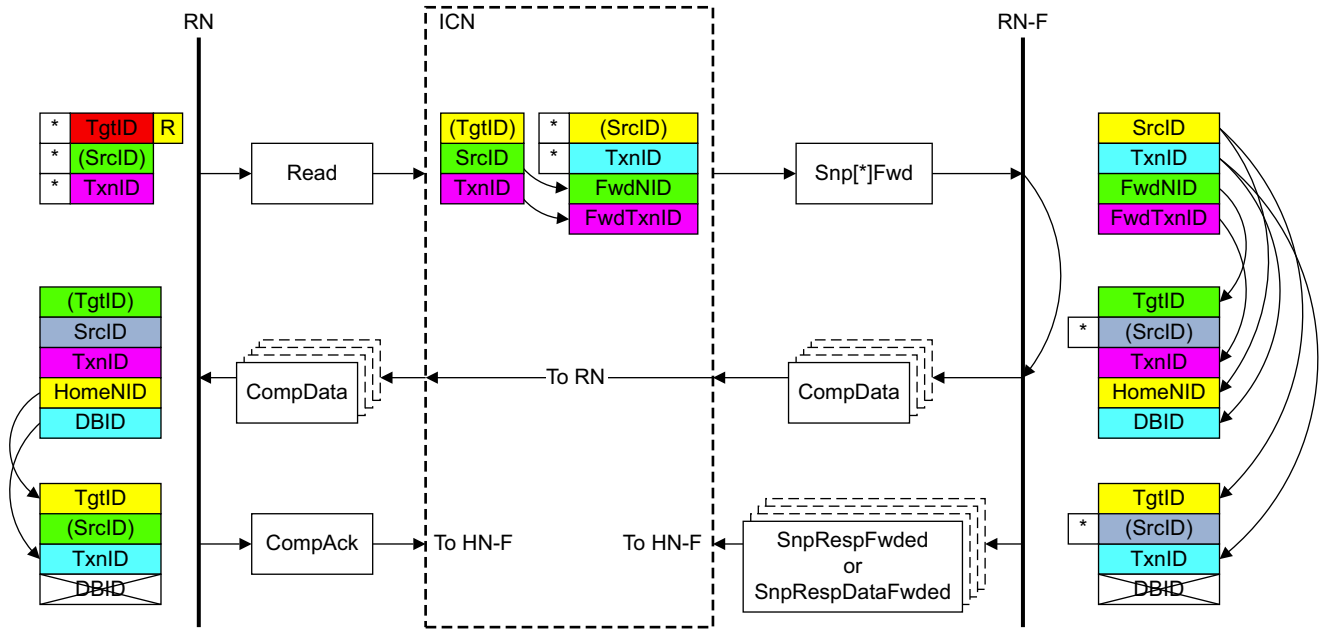 RN
ICN
RN-F
* TgtID R
* (SrcID)
* TxnID
Read
(TgtID)
SrcID
TxnID
* (SrcID)
* TxnID
FwdNID
FwdTxnID
Snp[*]Fwd
SrcID
TxnID
FwdNID
FwdTxnID
(TgtID)
SrcID
TxnID
HomeNID
DBID
CompData
To RN
CompData
TgtID
* (SrcID)
TxnID
HomeNID
DBID
TgtID
(SrcID)
TxnID
DBID
CompAck
To HN-F
To HN-F
SnpRespFwded
or
SnpRespDataFwded
TgtID
* (SrcID)
TxnID
DBID